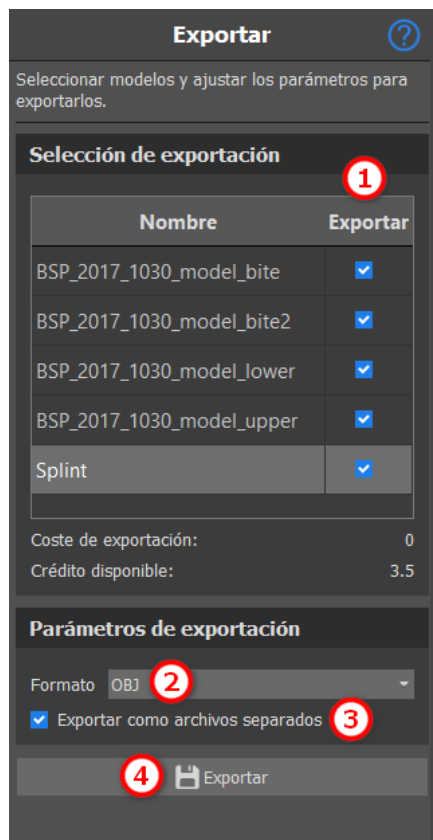 Exportar ?
Seleccionar modelos y ajustar los parámetros para
exportarlos.
Selección de exportación
1
Nombre Exportar
BSP_2017_1030_model_bite
BSP_2017_1030_model_bite2
BSP_2017_1030_model_lower
BSP_2017_1030_model_upper
Splint
Coste de exportación: 0
Crédito disponible: 3.5
Parámetros de exportación
Formato OBJ 2
Exportar como archivos separados 3
4 Exportar